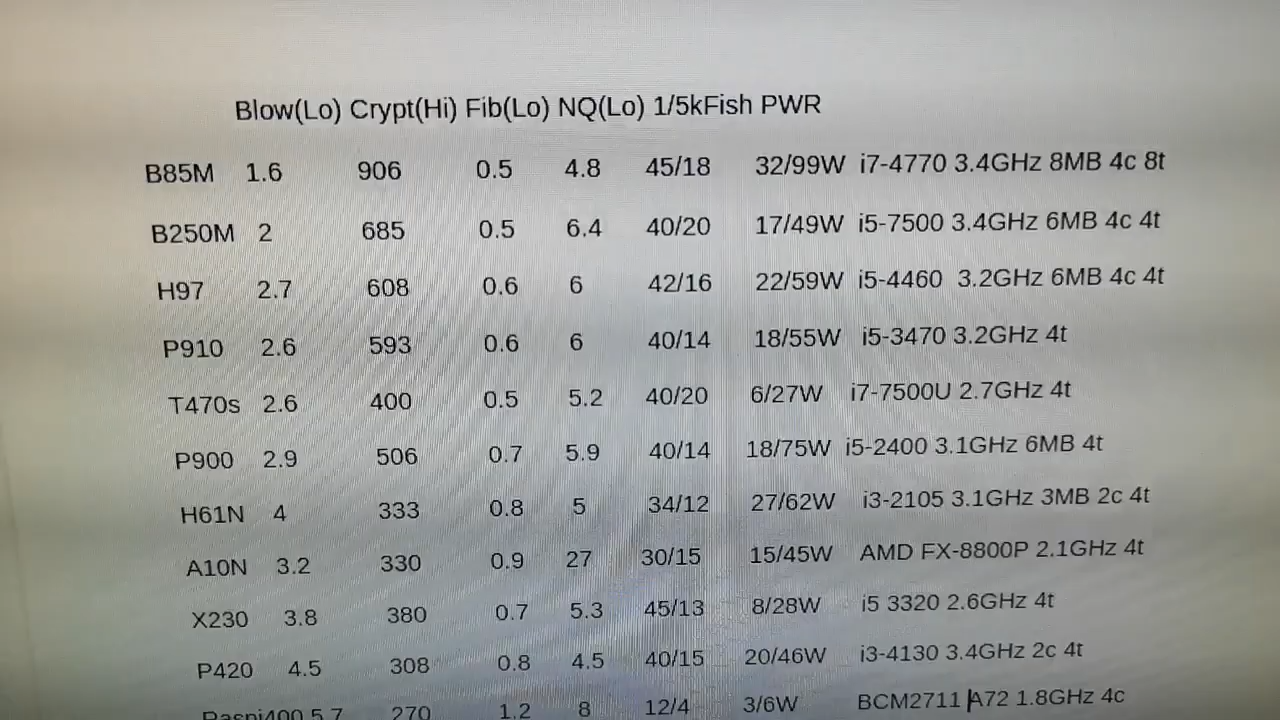 Blow(Lo) Crypt(Hi) Fib(Lo) NQ(Lo) 1/5kFish PWR
B85M 1.6 906 0.5 4.8 45/18 32/99W i7-4770 3.4GHz 8MB 4c 8t
B250M 2 685 0.5 6.4 40/20 17/49W i5-7500 3.4GHz 6MB 4c 4t
H97 2.7 608 0.6 6 42/16 22/59W i5-4460 3.2GHz 6MB 4c 4t
P910 2.6 593 0.6 6 40/14 18/55W i5-3470 3.2GHz 4t
T470s 2.6 400 0.5 5.2 40/20 6/27W i7-7500U 2.7GHz 4t
P900 2.9 506 0.7 5.9 40/14 18/75W i5-2400 3.1GHz 6MB 4t
H61N 4 333 0.8 5 34/12 27/62W i3-2105 3.1GHz 3MB 2c 4t
A10N 3.2 330 0.9 27 30/15 15/45W AMD FX-8800P 2.1GHz 4t
X230 3.8 380 0.7 5.3 45/13 8/28W i5 3320 2.6GHz 4t
P420 4.5 308 0.8 4.5 40/15 20/46W i3-4130 3.4GHz 2c 4t
Raspi400 5.7 270 1.2 8 12/4 3/6W BCM2711 A72 1.8GHz 4c